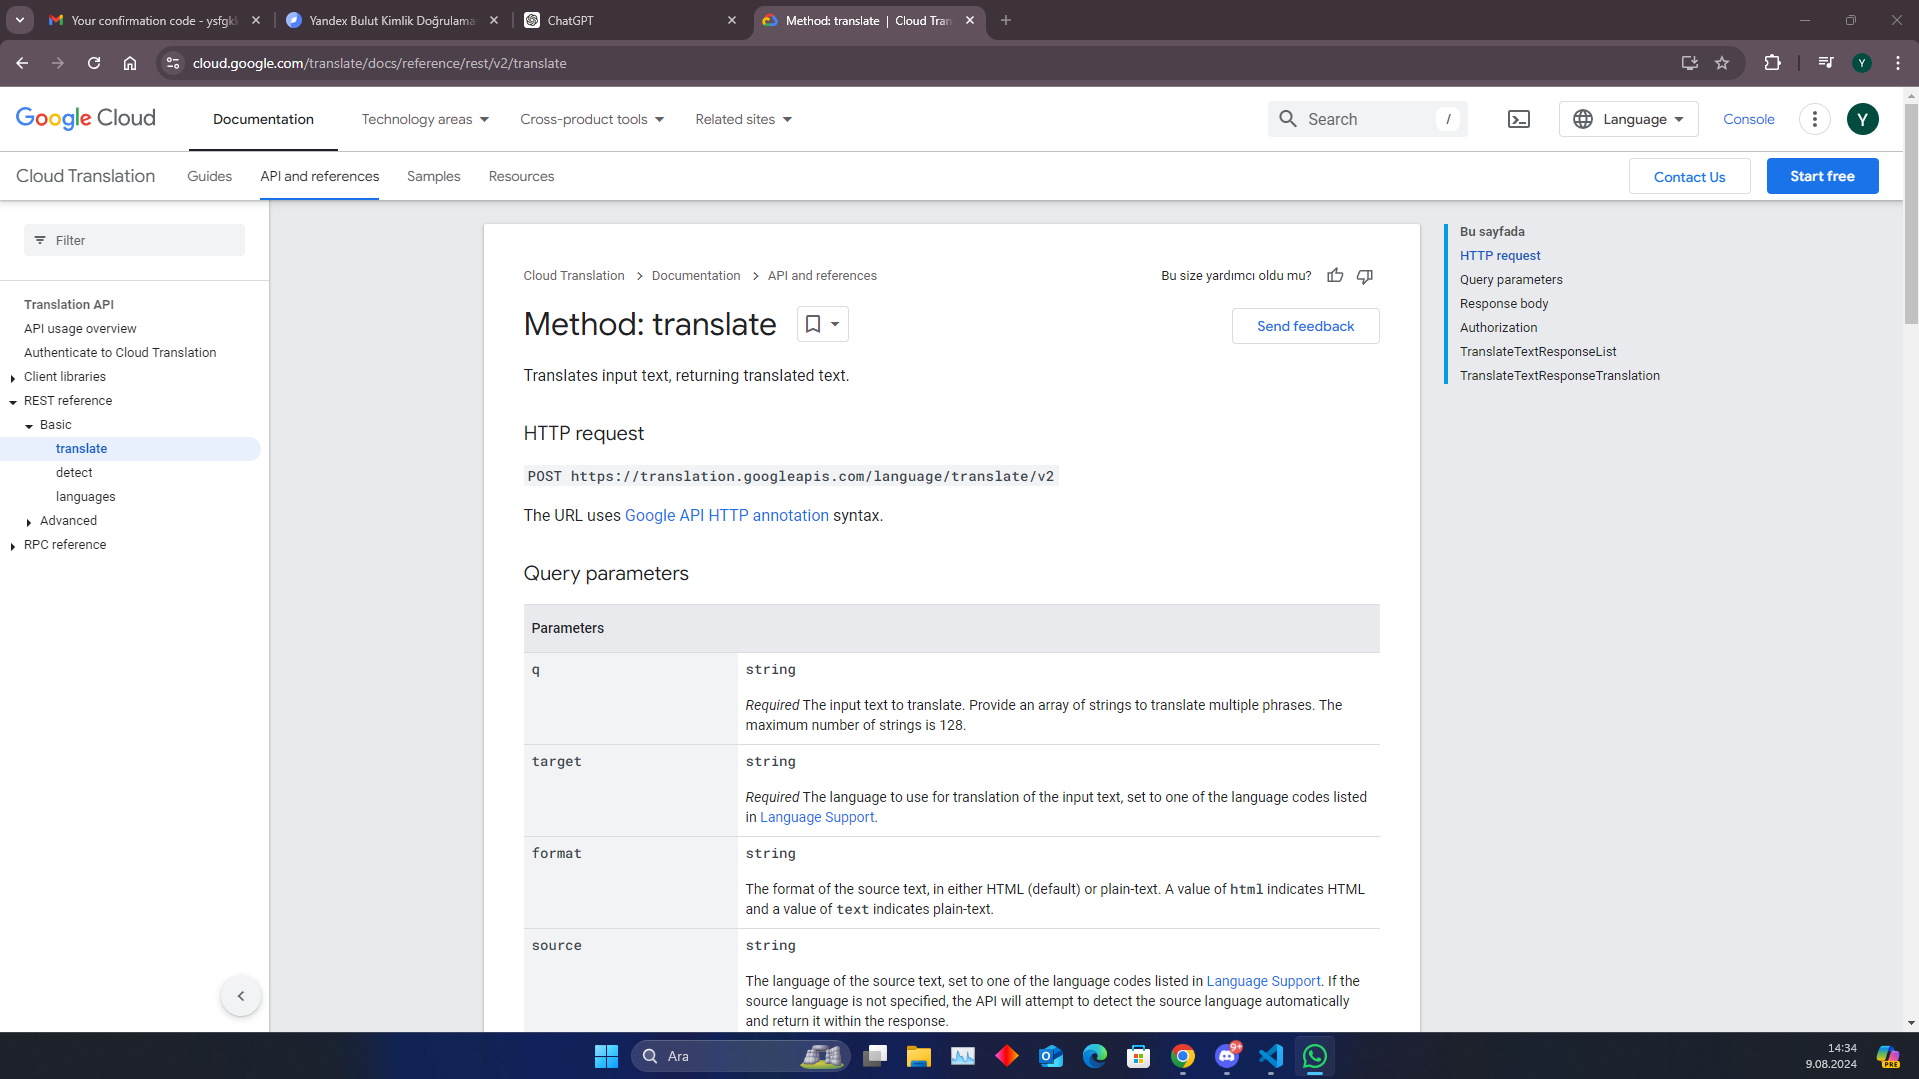 Your confirmation code - ysfgkk
Yandex Bulut Kimlik Doğrulama
ChatGPT
Method: translate | Cloud Tran
cloud.google.com/translate/docs/reference/rest/v2/translate
Y
Google Cloud
Documentation
Technology areas
Cross-product tools
Related sites
Search
/
Language
Console
Y
Cloud Translation
Guides
API and references
Samples
Resources
Contact Us
Start free
Filter
Translation API
API usage overview
Authenticate to Cloud Translation
Client libraries
REST reference
Basic
translate
detect
languages
Advanced
RPC reference
Cloud Translation > Documentation > API and references
Bu size yardımcı oldu mu?
Method: translate
Send feedback
Translates input text, returning translated text.
HTTP request
POST https://translation.googleapis.com/language/translate/v2
The URL uses Google API HTTP annotation syntax.
Query parameters
Parameters
q
string
Required The input text to translate. Provide an array of strings to translate multiple phrases. The
maximum number of strings is 128.
target
string
Required The language to use for translation of the input text, set to one of the language codes listed
in Language Support.
format
string
The format of the source text, in either HTML (default) or plain-text. A value of html indicates HTML
and a value of text indicates plain-text.
source
string
The language of the source text, set to one of the language codes listed in Language Support. If the
source language is not specified, the API will attempt to detect the source language automatically
and return it within the response.
Bu sayfada
HTTP request
Query parameters
Response body
Authorization
TranslateTextResponseList
TranslateTextResponseTranslation
Ara
9+
14:34
9.08.2024
PRE